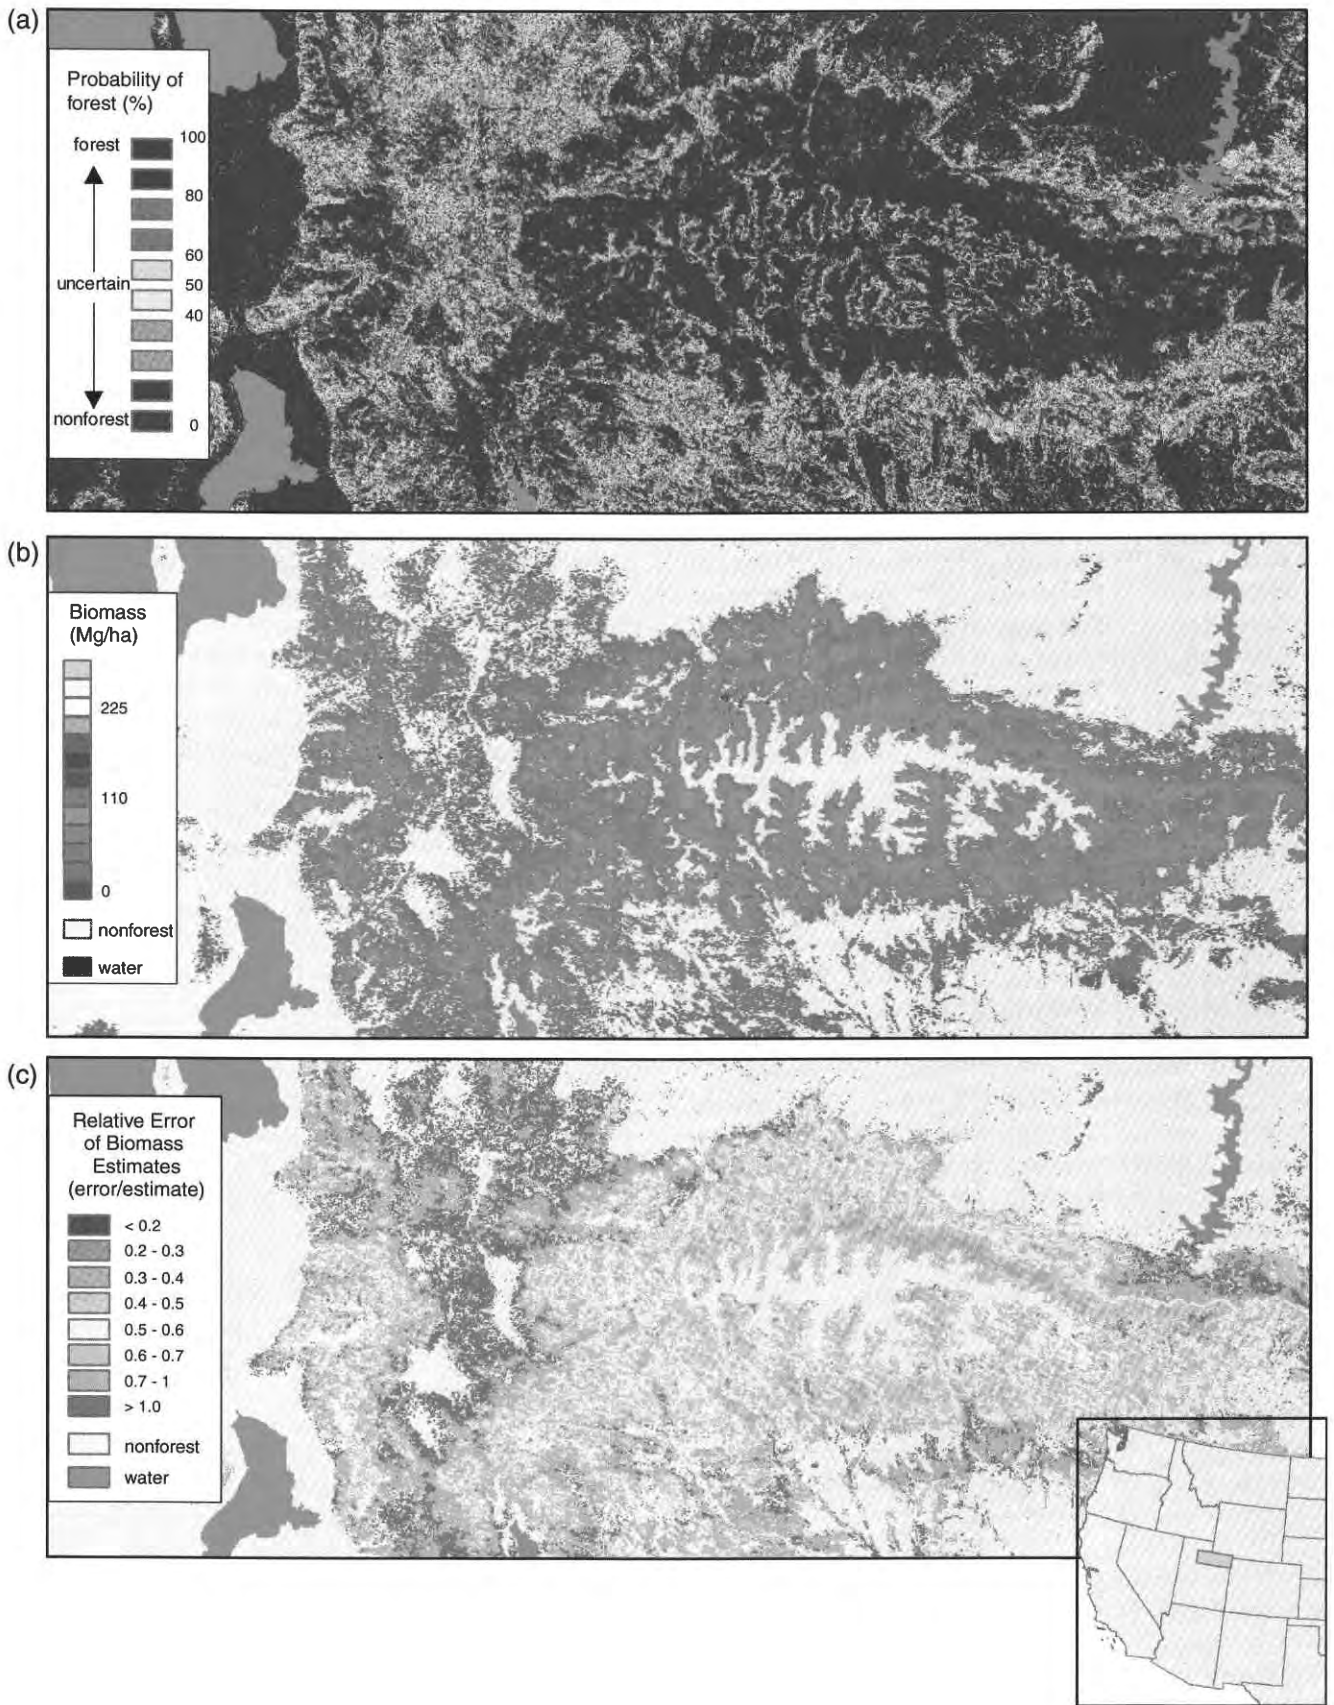 (a)
Probability of
forest (%)
forest
100
80
60
uncertain
50
40
nonforest
0
(b)
Biomass
(Mg/ha)
225
110
0
nonforest
water
(c)
Relative Error
of Biomass
Estimates
(error/estimate)
< 0.2
0.2 - 0.3
0.3 - 0.4
0.4 - 0.5
0.5 - 0.6
0.6 - 0.7
0.7 - 1
> 1.0
nonforest
water